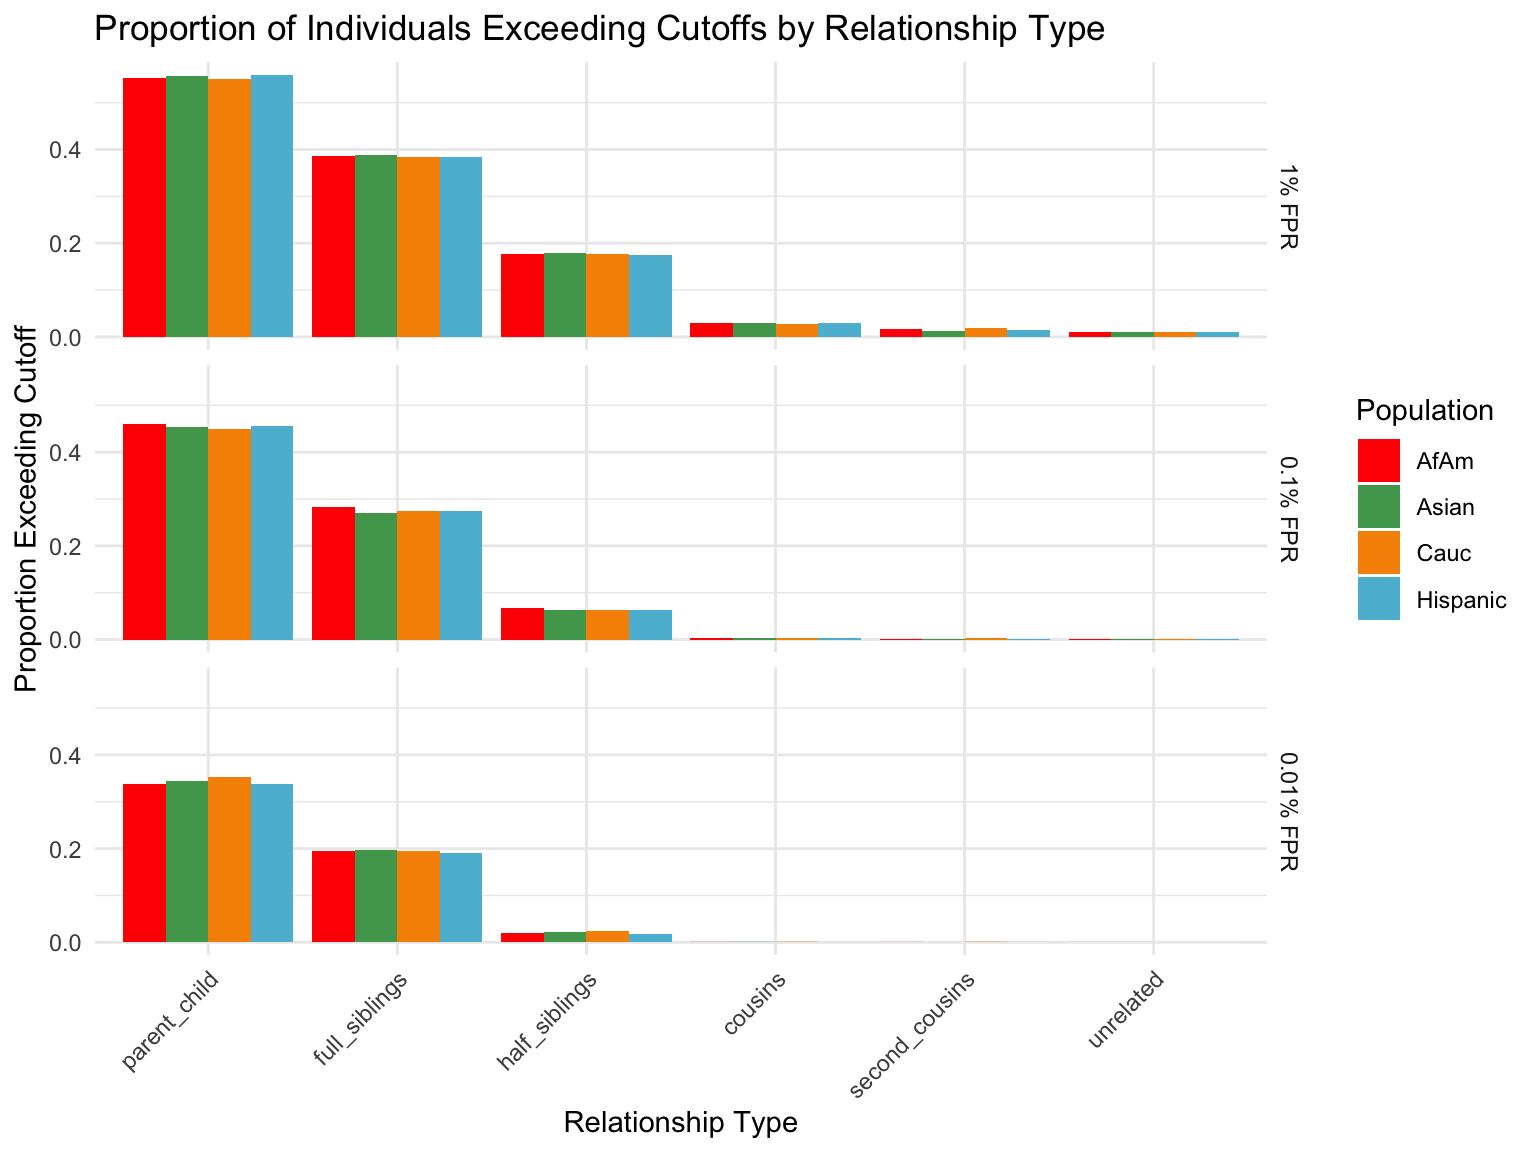 Proportion of Individuals Exceeding Cutoffs by Relationship Type
Proportion Exceeding Cutoff
0.4
0.2
0.0
1% FPR
0.4
0.2
0.0
0.1% FPR
0.4
0.2
0.0
0.01% FPR
parent_child
full_siblings
half_siblings
cousins
second_cousins
unrelated
Relationship Type
Population
AfAm
Asian
Cauc
Hispanic